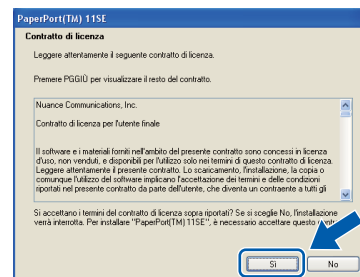 PaperPort(TM) 11SE
Contratto di licenza
Leggere attentamente il seguente contratto di licenza.
Premere PGGIÙ per visualizzare il resto del contratto.
Nuance Communications, Inc.
Contratto di licenza per l'utente finale
Il software e i materiali forniti nell'ambito del presente contratto sono concessi in licenza
d'uso, non venduti, e disponibili per l'utilizzo solo nei termini di questo contratto di licenza.
Leggere attentamente il presente contratto. Lo scaricamento, l'installazione, la copia o
comunque l'utilizzo del software implicano l'accettazione dei termini e delle condizioni
riportati nel presente contratto da parte dell'utente, che diventa un contraente a tutti gli
Si accettano i termini del contratto di licenza sopra riportati? Se si sceglie No, l'installazione
verrà interrotta. Per installare "PaperPort(TM) 11SE", è necessario accettare questo
Sì
No